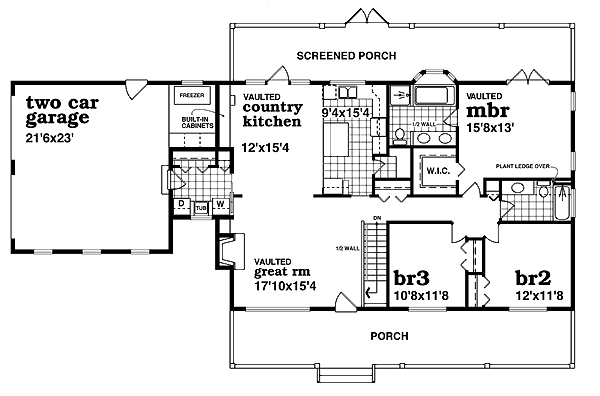 SCREENED PORCH
two car
garage
21'6x23'
FREEZER
BUILT-IN
CABINETS
VAULTED
country
kitchen
12'x15'4
9'4x15'4
1/2 WALL
VAULTED
mbr
15'8x13'
W.I.C.
PLANT LEDGE OVER
D
TUB
W
VAULTED
great rm
17'10x15'4
1/2 WALL
DN
br3
10'8x11'8
br2
12'x11'8
PORCH